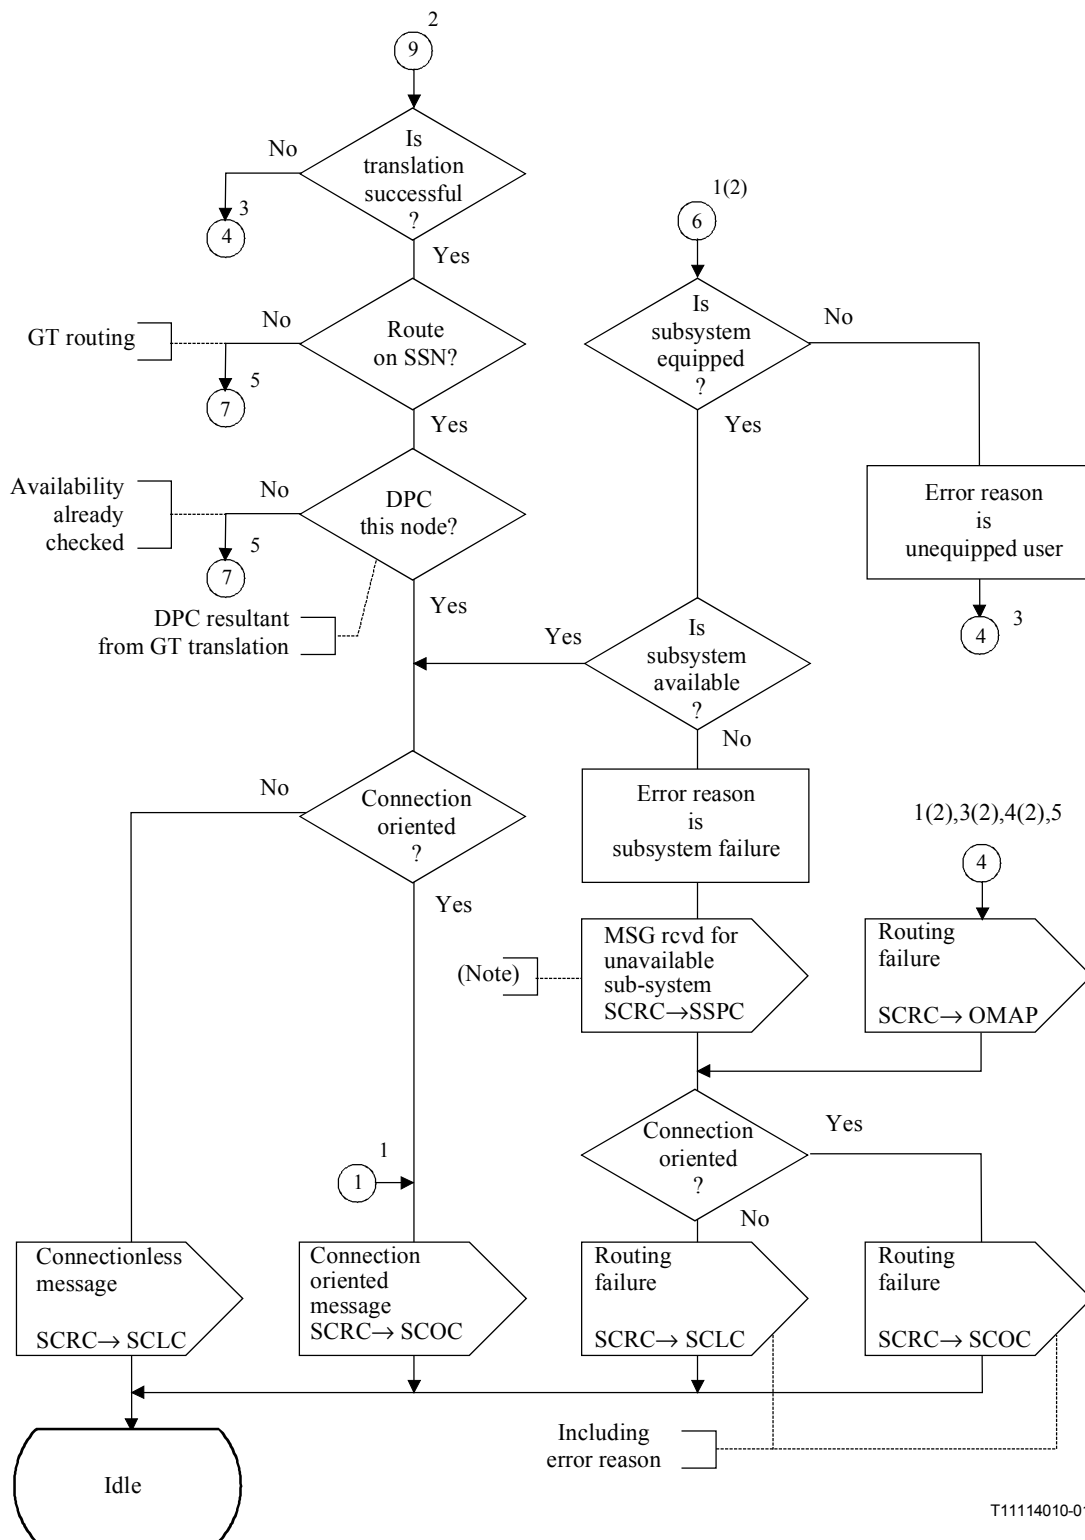 2
9
Is
translation
successful
?
No
3
4
Yes
1(2)
6
Is
subsystem
equipped
?
No
Yes
GT routing
No
Route
on SSN?
5
7
Yes
Error reason
is
unequipped user
3
4
Availability
already
checked
No
DPC
this node?
5
7
Yes
DPC resultant
from GT translation
Yes
Is
subsystem
available
?
No
No
Connection
oriented
?
Yes
Error reason
is
subsystem failure
1(2),3(2),4(2),5
4
(Note)
MSG rcvd for
unavailable
sub-system
SCRC→SSPC
Routing
failure
SCRC→ OMAP
Connection
oriented
?
Yes
No
1
1
Connectionless
message
SCRC→ SCLC
Connection
oriented
message
SCRC→ SCOC
Routing
failure
SCRC→ SCLC
Routing
failure
SCRC→ SCOC
Including
error reason
Idle
T11114010-01